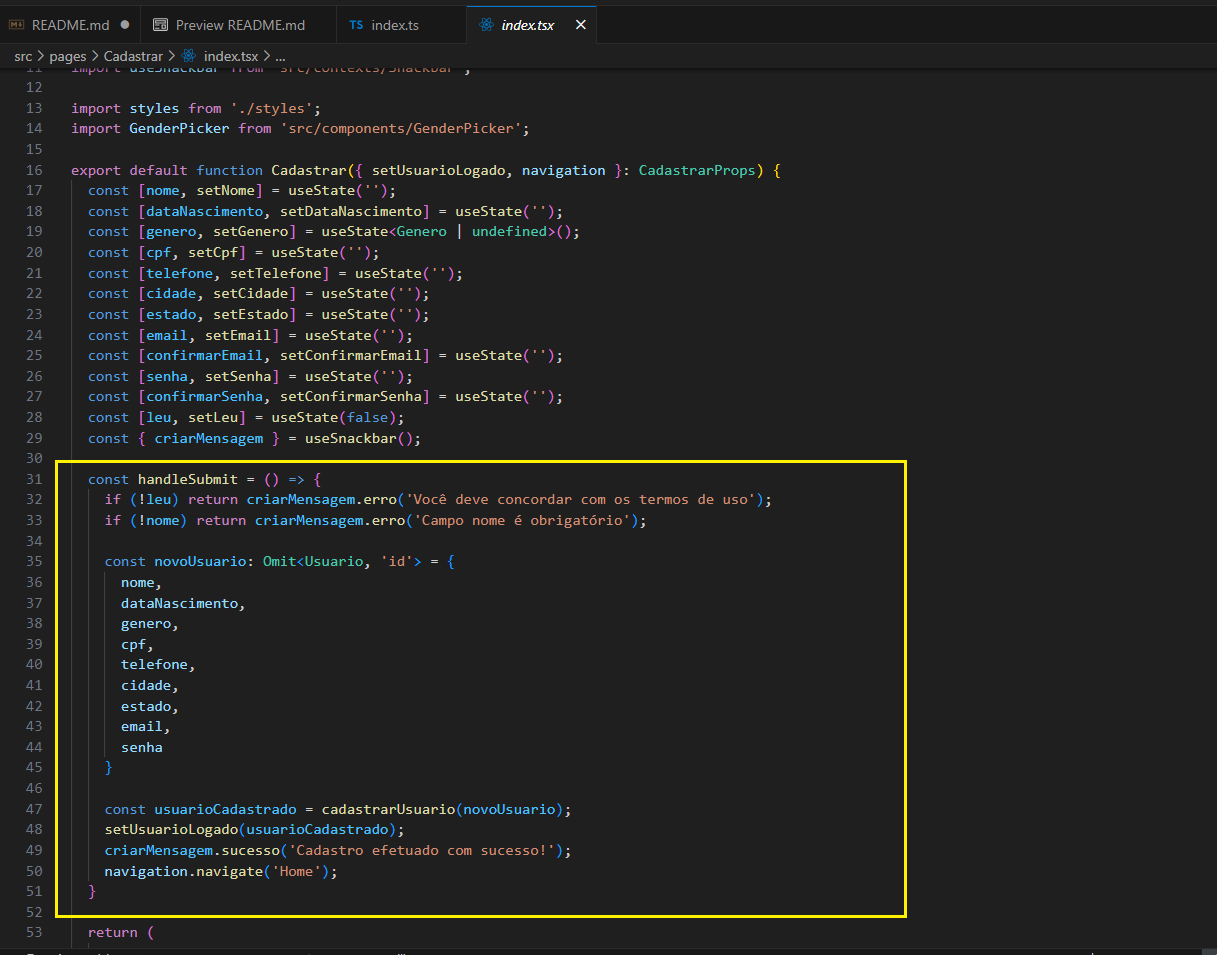 README.md Preview README.md TS index.ts index.tsx
src > pages > Cadastrar > index.tsx > ...
11 import useSnackbar from 'src/contexts/Snackbar';
12
13 import styles from './styles';
14 import GenderPicker from 'src/components/GenderPicker';
15
16 export default function Cadastrar({ setUsuarioLogado, navigation }: CadastrarProps) {
17 const [nome, setNome] = useState('');
18 const [dataNascimento, setDataNascimento] = useState('');
19 const [genero, setGenero] = useState<Genero | undefined>();
20 const [cpf, setCpf] = useState('');
21 const [telefone, setTelefone] = useState('');
22 const [cidade, setCidade] = useState('');
23 const [estado, setEstado] = useState('');
24 const [email, setEmail] = useState('');
25 const [confirmarEmail, setConfirmarEmail] = useState('');
26 const [senha, setSenha] = useState('');
27 const [confirmarSenha, setConfirmarSenha] = useState('');
28 const [leu, setLeu] = useState(false);
29 const { criarMensagem } = useSnackbar();
30
31 const handleSubmit = () => {
32 if (!leu) return criarMensagem.erro('Você deve concordar com os termos de uso');
33 if (!nome) return criarMensagem.erro('Campo nome é obrigatório');
34
35 const novoUsuario: Omit<Usuario, 'id'> = {
36 nome,
37 dataNascimento,
38 genero,
39 cpf,
40 telefone,
41 cidade,
42 estado,
43 email,
44 senha
45 }
46
47 const usuarioCadastrado = cadastrarUsuario(novoUsuario);
48 setUsuarioLogado(usuarioCadastrado);
49 criarMensagem.sucesso('Cadastro efetuado com sucesso!');
50 navigation.navigate('Home');
51 }
52
53 return (